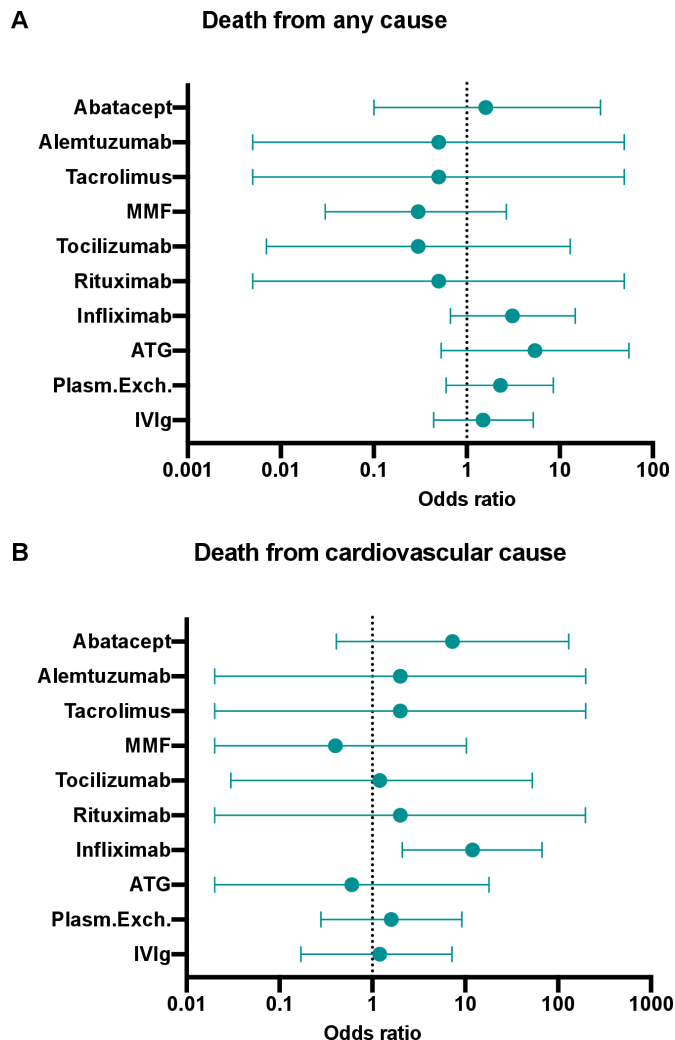 A
Death from any cause
Abatacept
Alemtuzumab
Tacrolimus
MMF
Tocilizumab
Rituximab
Infliximab
ATG
Plasm.Exch.
IVIg
0.001 0.01 0.1 1 10 100
Odds ratio
B
Death from cardiovascular cause
Abatacept
Alemtuzumab
Tacrolimus
MMF
Tocilizumab
Rituximab
Infliximab
ATG
Plasm.Exch.
IVIg
0.01 0.1 1 10 100 1000
Odds ratio